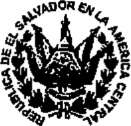 REPUBLICA DE EL SALVADOR EN LA AMERICA CENTRAL